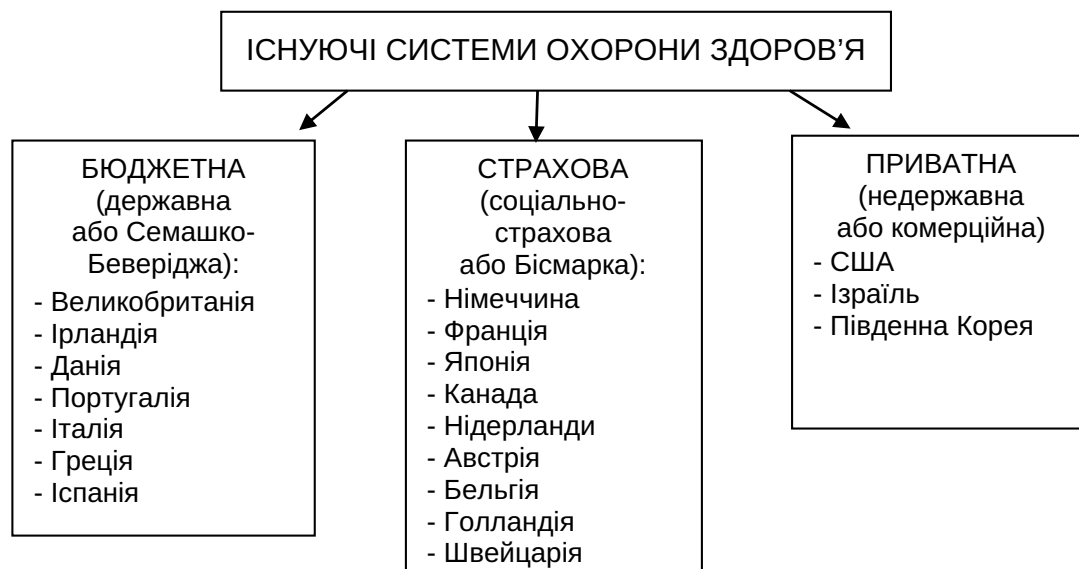 ІСНУЮЧІ СИСТЕМИ ОХОРОНИ ЗДОРОВ’Я
БЮДЖЕТНА
(державна
або Семашко-
Беверіджа):
- Великобританія
- Ірландія
- Данія
- Португалія
- Італія
- Греція
- Іспанія
СТРАХОВА
(соціально-
страхова
або Бісмарка):
- Німеччина
- Франція
- Японія
- Канада
- Нідерланди
- Австрія
- Бельгія
- Голландія
- Швейцарія
ПРИВАТНА
(недержавна
або комерційна)
- США
- Ізраїль
- Південна Корея